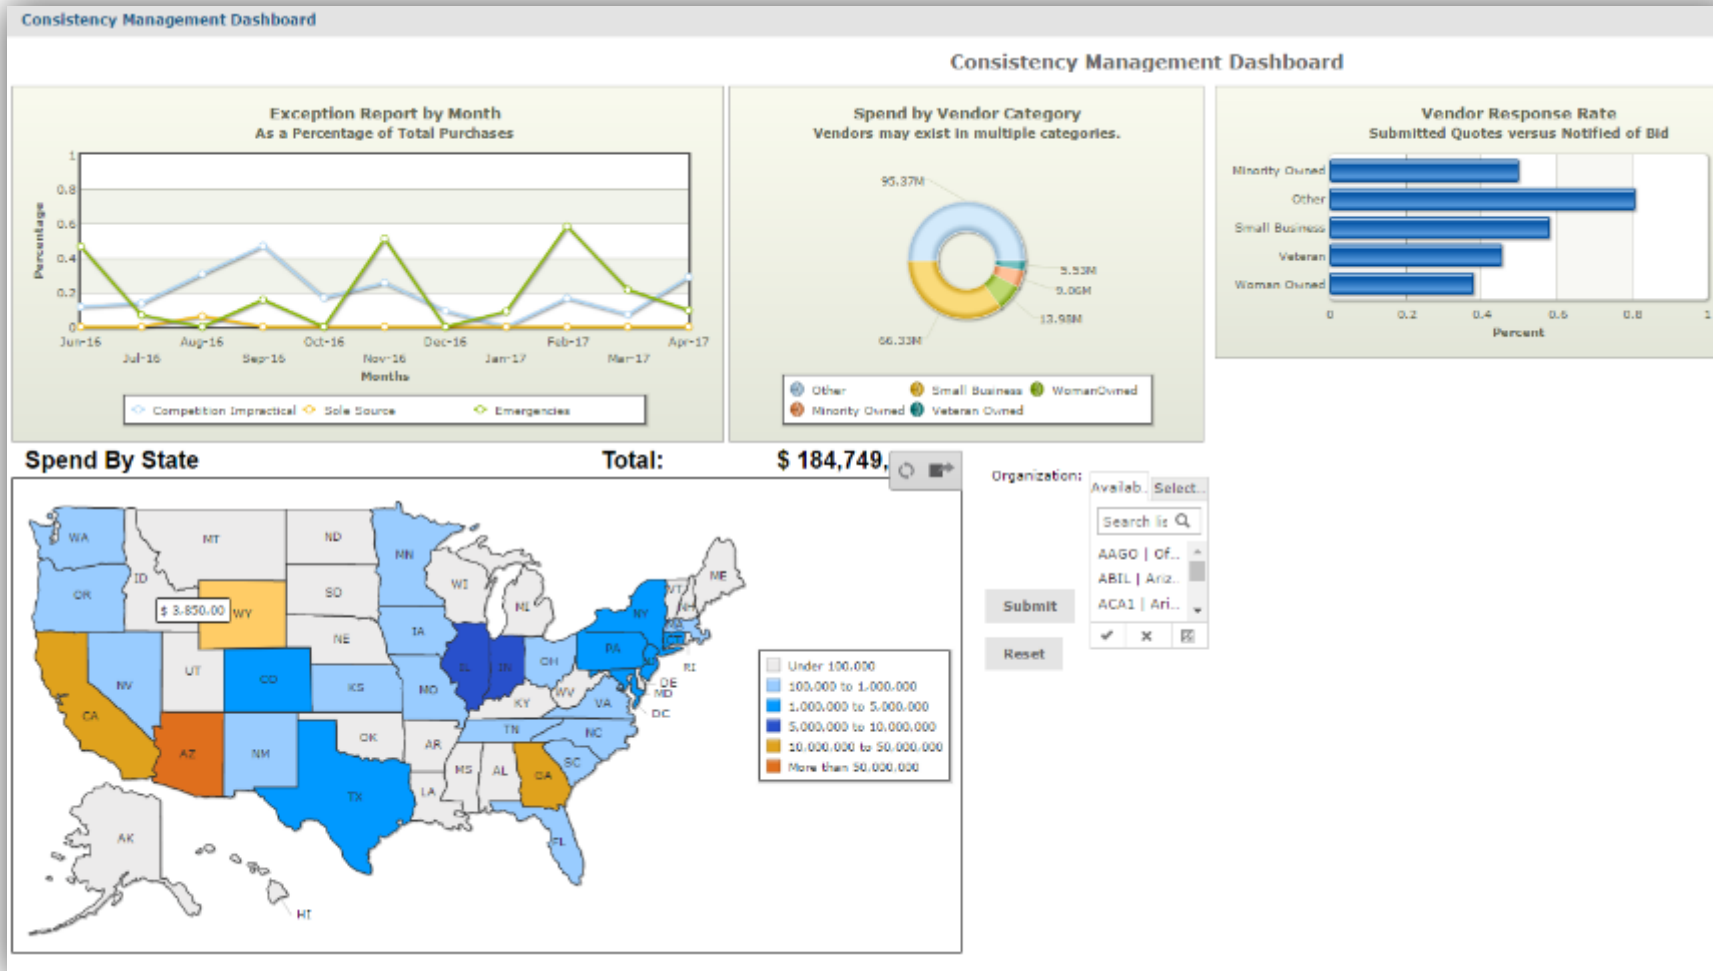 Consistency Management Dashboard
Consistency Management Dashboard
Exception Report by Month
As a Percentage of Total Purchases
Percentage
1
0.8
0.6
0.4
0.2
0
Jun-16
Jul-16
Aug-16
Sep-16
Oct-16
Nov-16
Dec-16
Jan-17
Feb-17
Mar-17
Apr-17
Months
Competition Impractical
Sole Source
Emergencies
Spend by Vendor Category
Vendors may exist in multiple categories.
95.37M
9.06M
13.98M
66.33M
Other
Small Business
WomanOwned
Minority Owned
Veteran Owned
Vendor Response Rate
Submitted Quotes versus Notified of Bid
Minority Owned
Other
Small Business
Veteran
Woman Owned
0
0.2
0.4
0.6
0.8
1
Percent
Spend By State
Total:
$ 184,749,
WA
MT
ND
MN
ME
OR
ID
SD
WI
MI
VT
NH
$ 3,850.00
WY
NY
MA
CT
NV
UT
CO
NE
IA
IL
IN
OH
PA
NJ
RI
DE
MD
DC
CA
KS
MO
KY
WV
VA
AZ
NM
OK
AR
TN
NC
SC
TX
LA
MS
AL
GA
FL
AK
HI
Under 100,000
100,000 to 1,000,000
1,000,000 to 5,000,000
5,000,000 to 10,000,000
10,000,000 to 50,000,000
More than 50,000,000
Organization:
Availab..
Select..
Search lis
AAGO | Of..
ABIL | Ariz..
ACA1 | Ari..
Submit
Reset